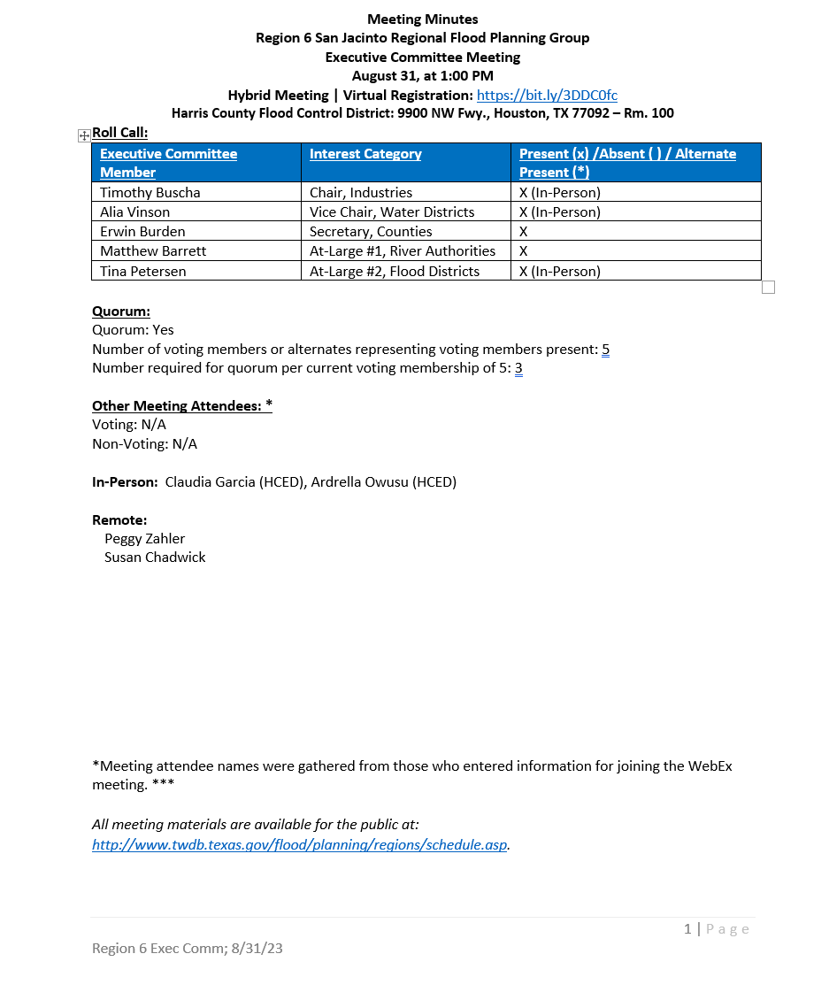 Meeting Minutes
Region 6 San Jacinto Regional Flood Planning Group
Executive Committee Meeting
August 31, at 1:00 PM
Hybrid Meeting | Virtual Registration: https://bit.ly/3DDC0fc
Harris County Flood Control District: 9900 NW Fwy., Houston, TX 77092 – Rm. 100
Roll Call:
Executive Committee Member Interest Category Present (x) /Absent ( ) / Alternate Present (*)
Timothy Buscha Chair, Industries X (In-Person)
Alia Vinson Vice Chair, Water Districts X (In-Person)
Erwin Burden Secretary, Counties X
Matthew Barrett At-Large #1, River Authorities X
Tina Petersen At-Large #2, Flood Districts X (In-Person)
Quorum:
Quorum: Yes
Number of voting members or alternates representing voting members present: 5
Number required for quorum per current voting membership of 5: 3
Other Meeting Attendees: *
Voting: N/A
Non-Voting: N/A
In-Person: Claudia Garcia (HCED), Ardrella Owusu (HCED)
Remote:
Peggy Zahler
Susan Chadwick
*Meeting attendee names were gathered from those who entered information for joining the WebEx
meeting. ***
All meeting materials are available for the public at:
http://www.twdb.texas.gov/flood/planning/regions/schedule.asp.
1 | Page
Region 6 Exec Comm; 8/31/23